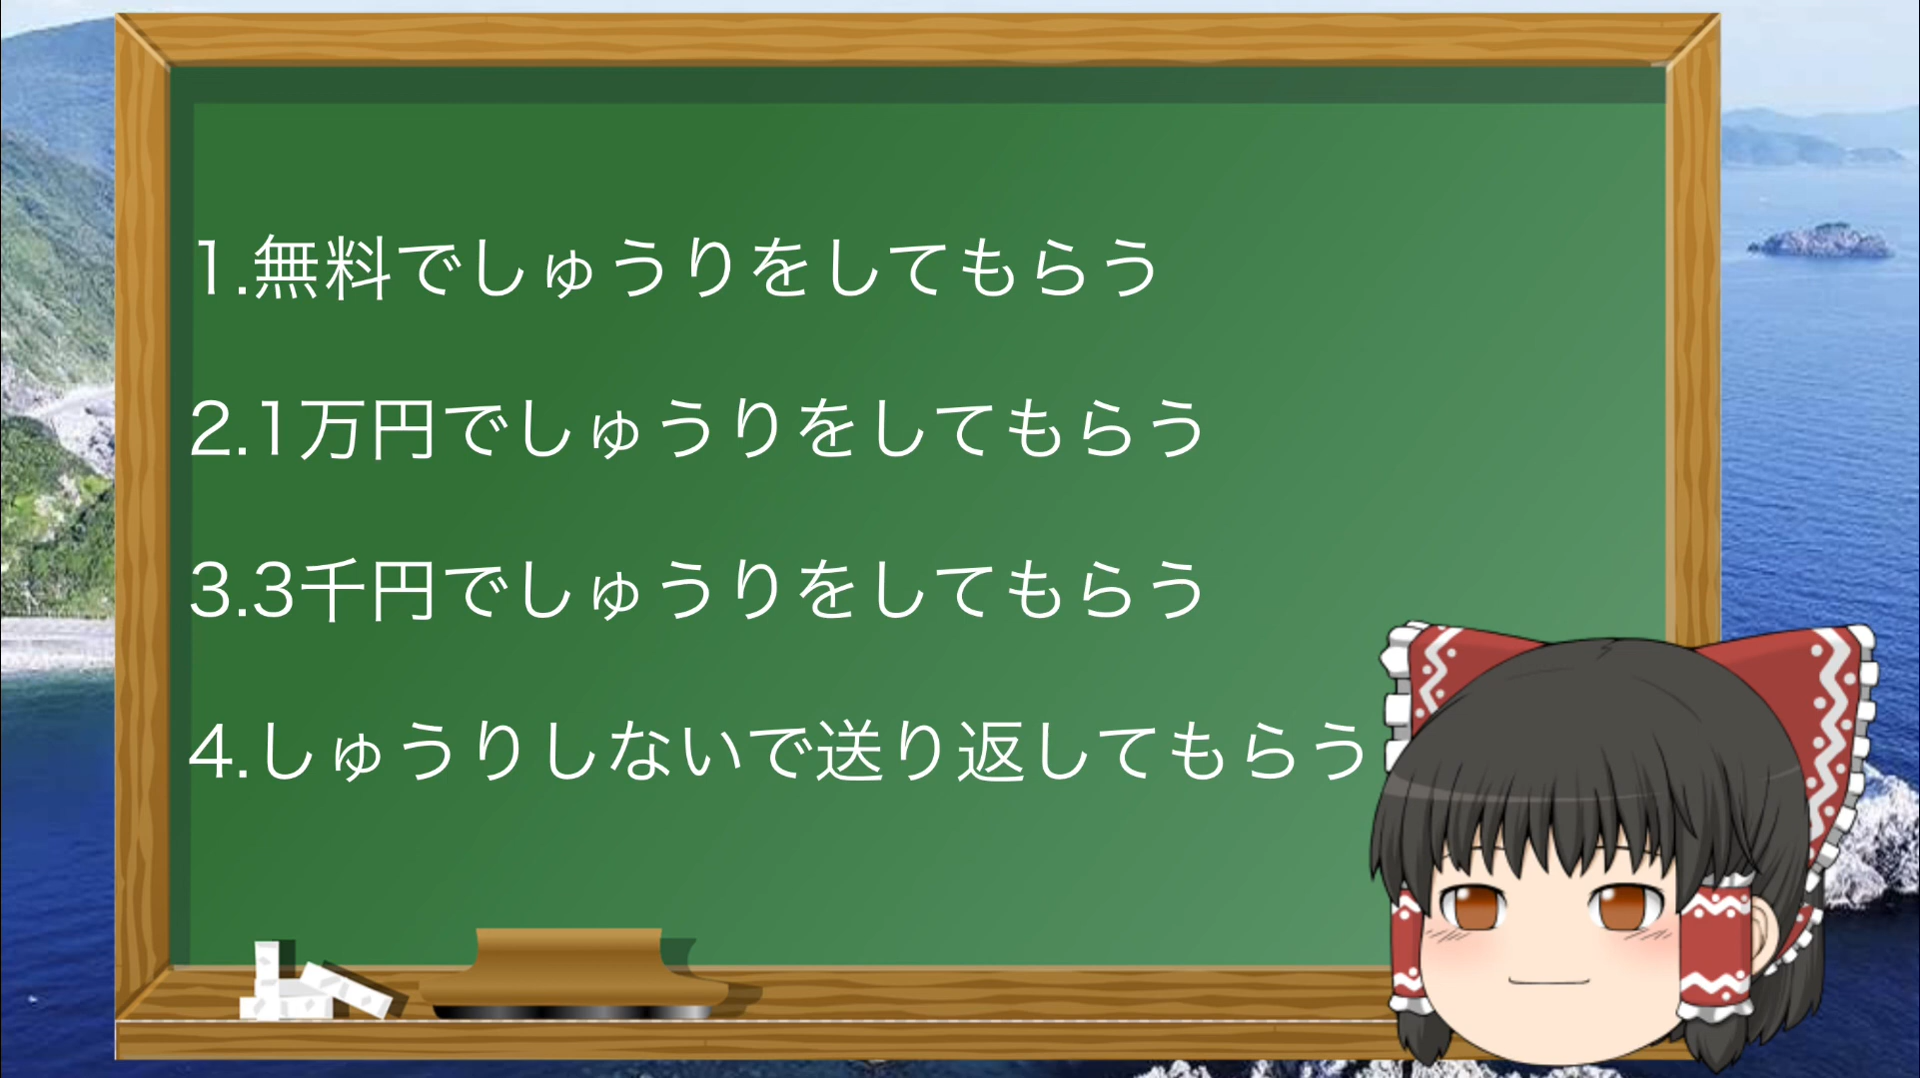 1.無料でしゅうりをしてもらう
2.1万円でしゅうりをしてもらう
3.3千円でしゅうりをしてもらう
4.しゅうりしないで送り返してもらう